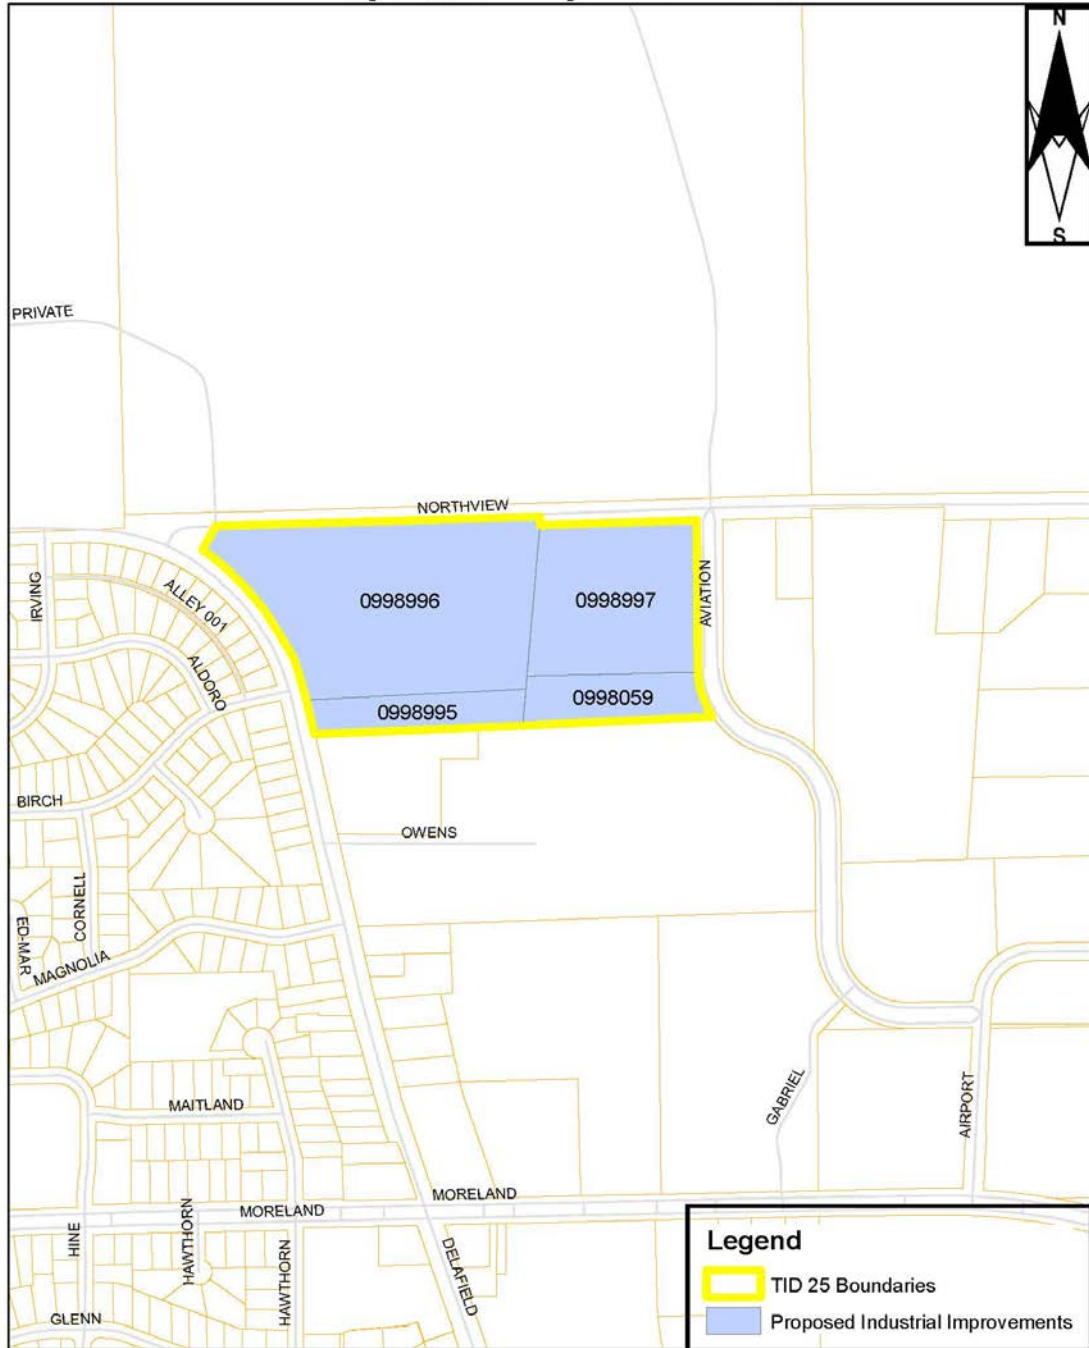 N
S
PRIVATE
NORTHVIEW
IRVING
ALLEY 001
AVIATION
0998996
0998997
ALDORO
0998995
0998059
BIRCH
OWENS
CORNELL
ED-MAR
MAGNOLIA
MAITLAND
GABRIEL
AIRPORT
MORELAND
MORELAND
HINE
HAWTHORN
HAWTHORN
DELAFIELD
GLENN
Legend
TID 25 Boundaries
Proposed Industrial Improvements